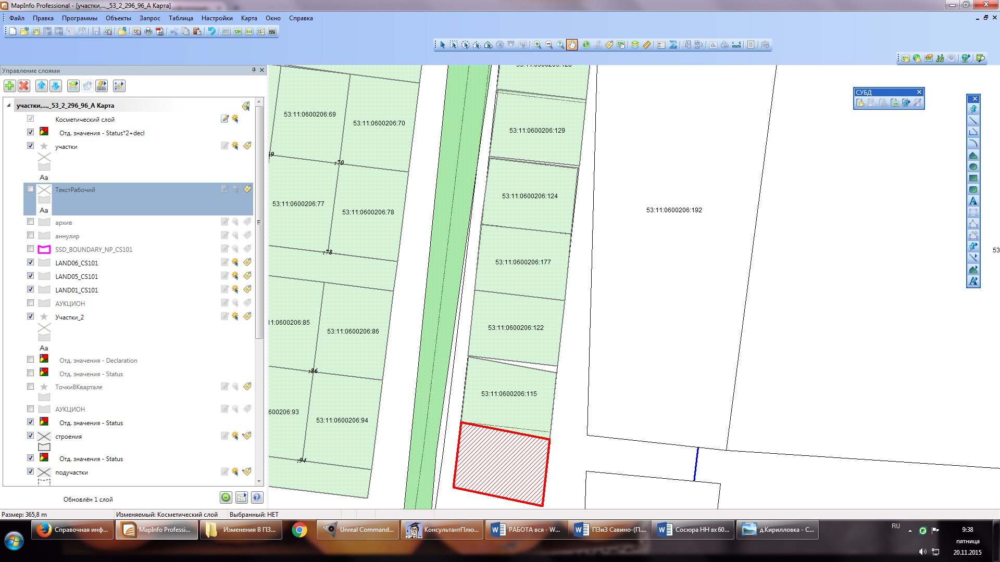 MapInfo Professional - [участки,...,_53_2_296_96_A Карта]
Файл Правка Программы Объекты Запрос Таблица Настройки Карта Окно Справка
Управление слоями
участки,...,_53_2_296_96_A Карта
Косметический слой
Отд. значения - Status*2+decl
участки
Aa
ТекстРабочий
Aa
архив
аннулир
SSD_BOUNDARY_NP_CS101
LAND06_CS101
LAND05_CS101
LAND01_CS101
АУКЦИОН
Участки_2
Aa
Отд. значения - Declaration
Отд. значения - Status
ТочкиВКвартале
АУКЦИОН
Отд. значения - Status
строения
Отд. значения - Status
подучастки
Обновлён 1 слой
53:11:0600206:69
53:11:0600206:70
:70
53:11:0600206:77
53:11:0600206:78
:78
11:0600206:85
53:11:0600206:86
:86
600206:93
53:11:0600206:94
:94
53:11:0600206:129
53:11:0600206:124
53:11:0600206:177
53:11:0600206:122
53:11:0600206:115
53:11:0600206:192
53
СУБД
Размер: 365,8 m Изменяемый: Косметический слой Выбранный: НЕТ
Справочная инф... MapInfo Professi... Изменения В ПЗ... Unreal Command... КонсультантПлю... РАБОТА вся - W... ПЗиЗ Савино-(П.... Сосюра НН вх 60... д.Кирилловка - С...
RU
9:38
пятница
20.11.2015